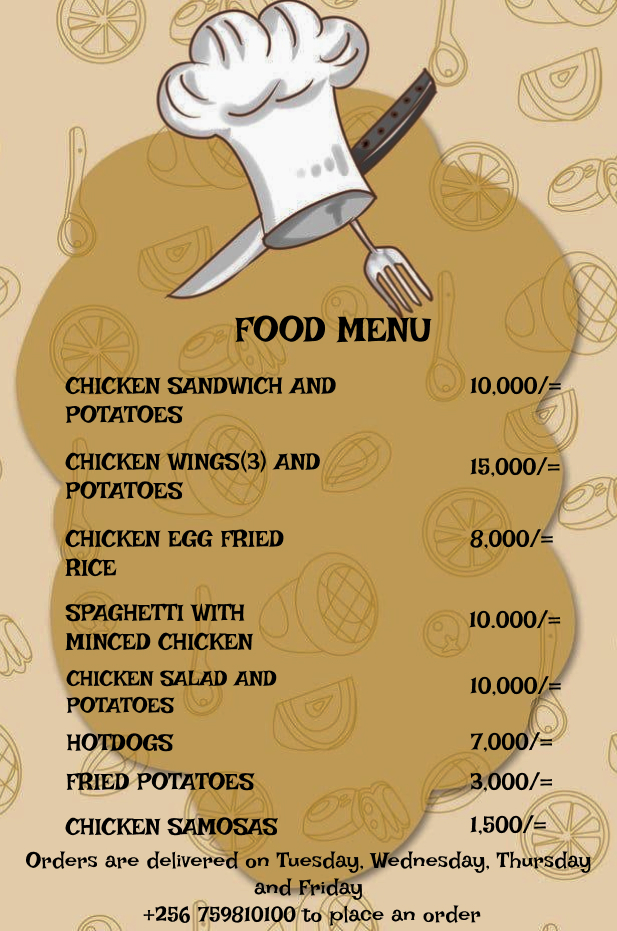 FOOD MENU
CHICKEN SANDWICH AND 10,000/=
POTATOES
CHICKEN WINGS(3) AND 15,000/=
POTATOES
CHICKEN EGG FRIED 8,000/=
RICE
SPAGHETTI WITH 10.000/=
MINCED CHICKEN
CHICKEN SALAD AND 10,000/=
POTATOES
HOTDOGS 7,000/=
FRIED POTATOES 3,000/=
CHICKEN SAMOSAS 1,500/=
Orders are delivered on Tuesday, Wednesday, Thursday
and Friday
+256 759810100 to place an order